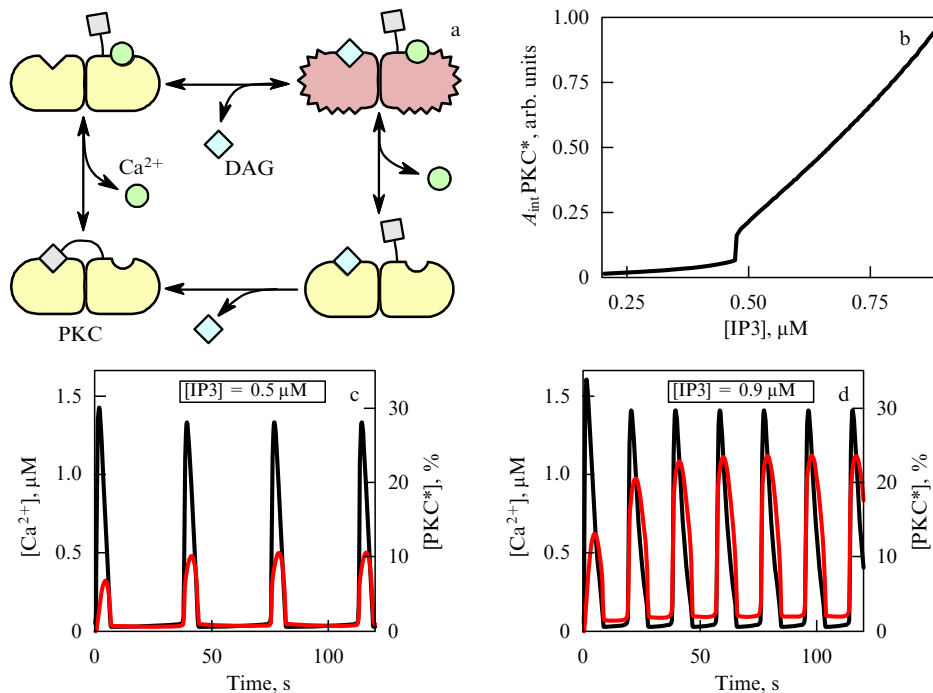 a
Ca²⁺
DAG
PKC
b
A_int PKC*, arb. units
1.00
0.75
0.50
0.25
0
0.25
0.50
0.75
[IP3], μM
c
[IP3] = 0.5 μM
[Ca²⁺], μM
1.5
1.0
0.5
0
30
20
10
0
[PKC*], %
0
50
100
Time, s
d
[IP3] = 0.9 μM
[Ca²⁺], μM
1.5
1.0
0.5
0
30
20
10
0
[PKC*], %
0
50
100
Time, s